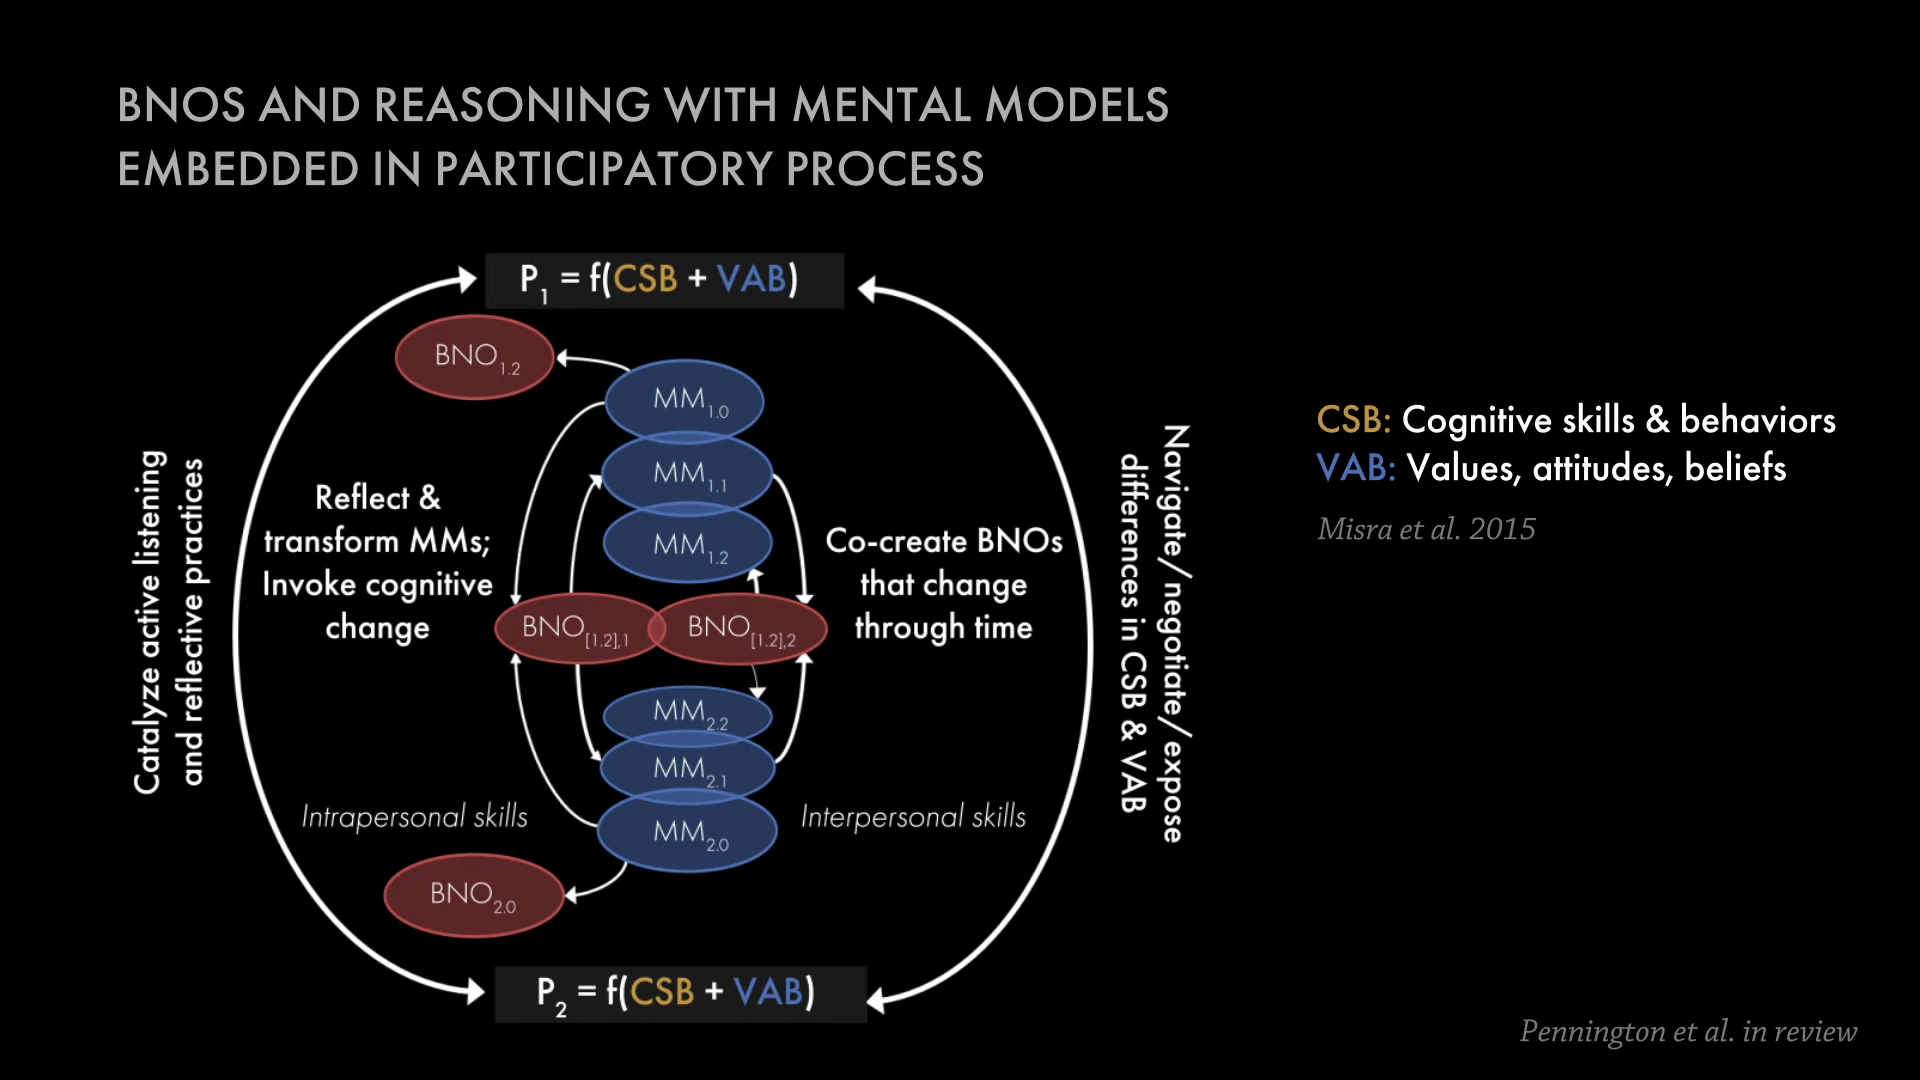 BNOS AND REASONING WITH MENTAL MODELS
EMBEDDED IN PARTICIPATORY PROCESS
P1 = f(CSB + VAB)
BNO1.2
MM1.0
MM1.1
MM1.2
Catalyze active listening
and reflective practices
Reflect &
transform MMs;
Invoke cognitive
change
Co-create BNOs
that change
through time
Navigate/ negotiate/ expose
differences in CSB & VAB
BNO[1.2],1
BNO[1.2],2
MM2.2
MM2.1
MM2.0
Intrapersonal skills
Interpersonal skills
BNO2.0
P2 = f(CSB + VAB)
CSB: Cognitive skills & behaviors
VAB: Values, attitudes, beliefs
Misra et al. 2015
Pennington et al. in review